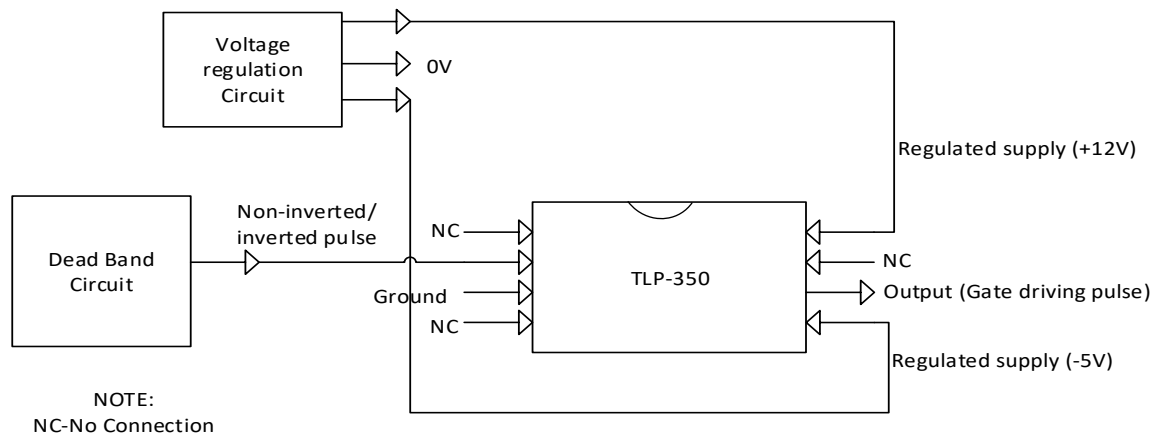 Voltage
regulation
Circuit
0V
Regulated supply (+12V)
Non-inverted/
inverted pulse
Dead Band
Circuit
NC
Ground
NC
TLP-350
NC
Output (Gate driving pulse)
Regulated supply (-5V)
NOTE:
NC-No Connection